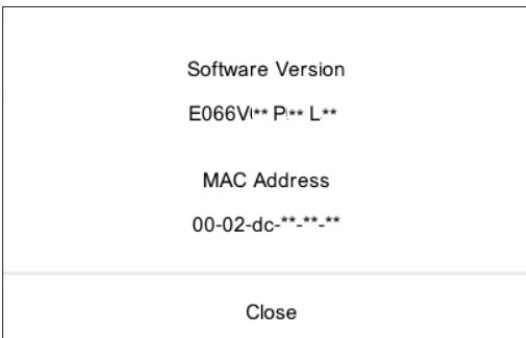 Software Version
E066V** P** L**
MAC Address
00-02-dc-**-**-**
Close